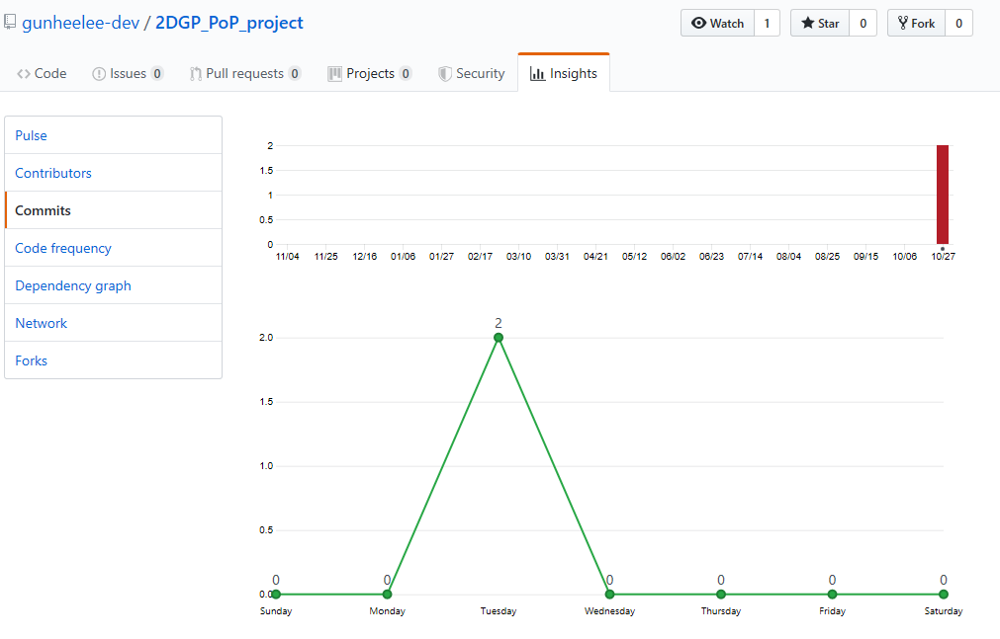 gunheelee-dev / 2DGP_PoP_project
Watch 1 Star 0 Fork 0
Code Issues 0 Pull requests 0 Projects 0 Security Insights
Pulse
Contributors
Commits
Code frequency
Dependency graph
Network
Forks
2
1.5
1
0.5
0
11/04 11/25 12/16 01/06 01/27 02/17 03/10 03/31 04/21 05/12 06/02 06/23 07/14 08/04 08/25 09/15 10/06 10/27
2
2.0
1.5
1.0
0.5
0 0 0 0 0 0
0.0
Sunday Monday Tuesday Wednesday Thursday Friday Saturday